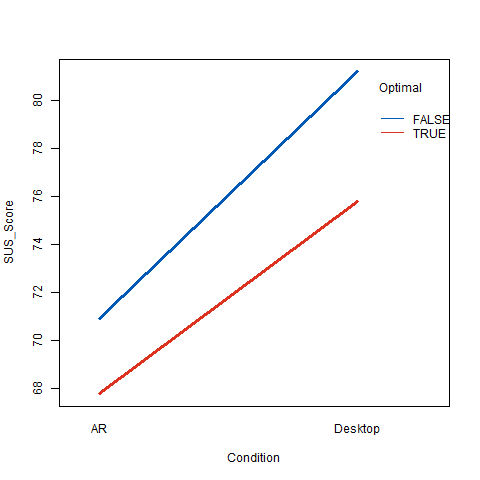 Optimal
FALSE
TRUE
SUS_Score
80
78
76
74
72
70
68
AR Desktop
Condition